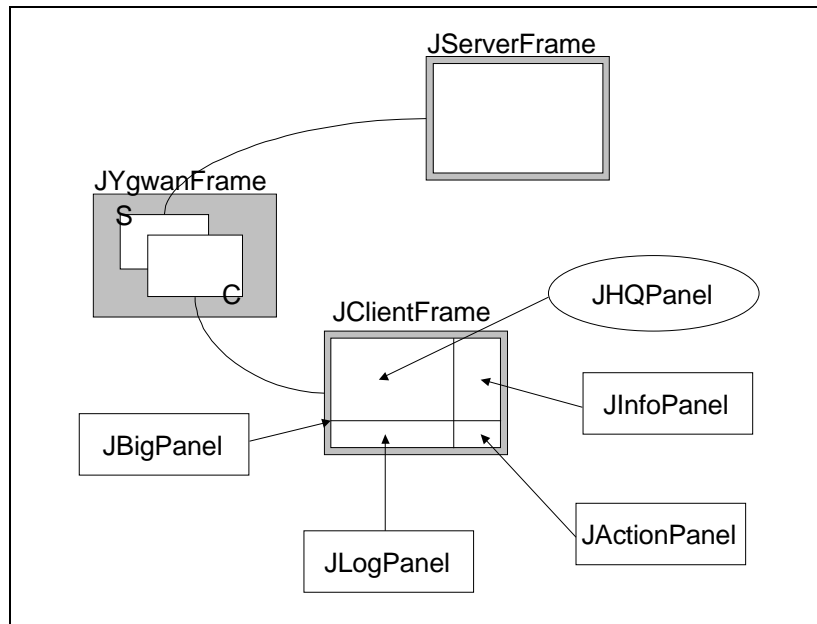 JServerFrame
JYgwanFrame
S
C
JClientFrame
JHQPanel
JInfoPanel
JBigPanel
JActionPanel
JLogPanel